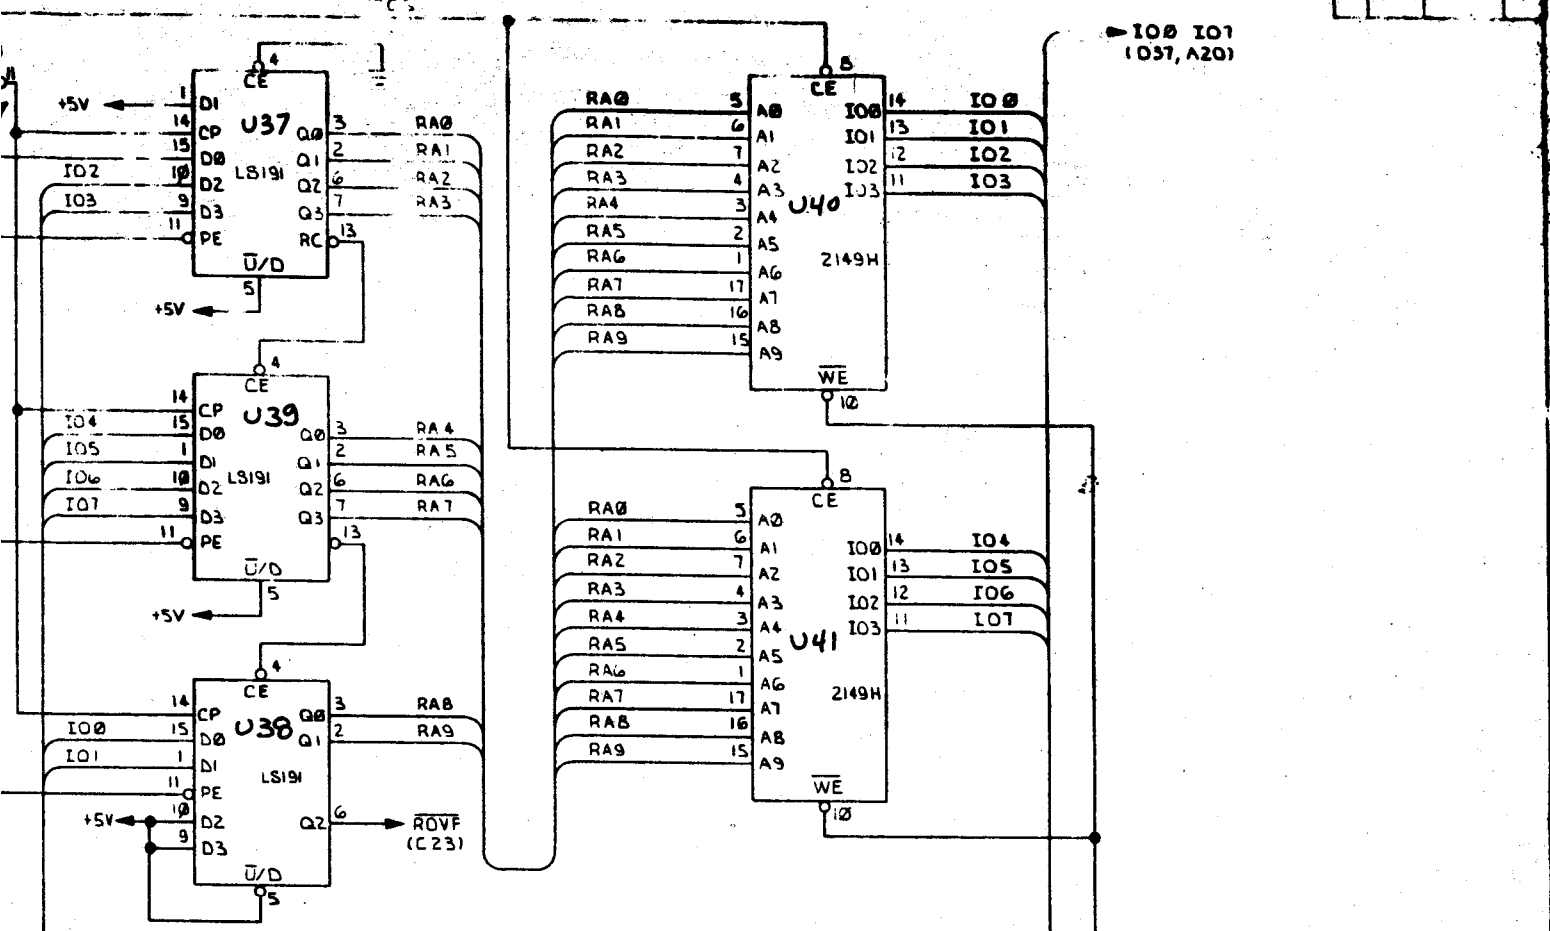 IO0 IO7
(D37, A20)
4
CE
+5V
1
D1
14
CP
15
D0
IO2
10
D2
IO3
9
D3
11
PE
U37
LS191
Q0
3
RA0
Q1
2
RA1
Q2
6
RA2
Q3
7
RA3
RC
13
U/D
5
+5V
4
CE
14
CP
IO4
15
D0
IO5
1
D1
IO6
10
D2
IO7
9
D3
11
PE
U39
LS191
Q0
3
RA4
Q1
2
RA5
Q2
6
RA6
Q3
7
RA7
13
U/D
5
+5V
4
CE
14
CP
IO0
15
D0
IO1
1
D1
11
PE
+5V
10
D2
9
D3
U38
LS191
Q0
3
RA8
Q1
2
RA9
Q2
6
ROVF
(C23)
U/D
5
8
CE
RA0
5
A0
RA1
6
A1
RA2
7
A2
RA3
4
A3
RA4
3
A4
RA5
2
A5
RA6
1
A6
RA7
17
A7
RA8
16
A8
RA9
15
A9
U40
2149H
IO0
14
IO0
IO1
13
IO1
IO2
12
IO2
IO3
11
IO3
WE
10
8
CE
RA0
5
A0
RA1
6
A1
RA2
7
A2
RA3
4
A3
RA4
3
A4
RA5
2
A5
RA6
1
A6
RA7
17
A7
RA8
16
A8
RA9
15
A9
U41
2149H
IO0
14
IO4
IO1
13
IO5
IO2
12
IO6
IO3
11
IO7
WE
10